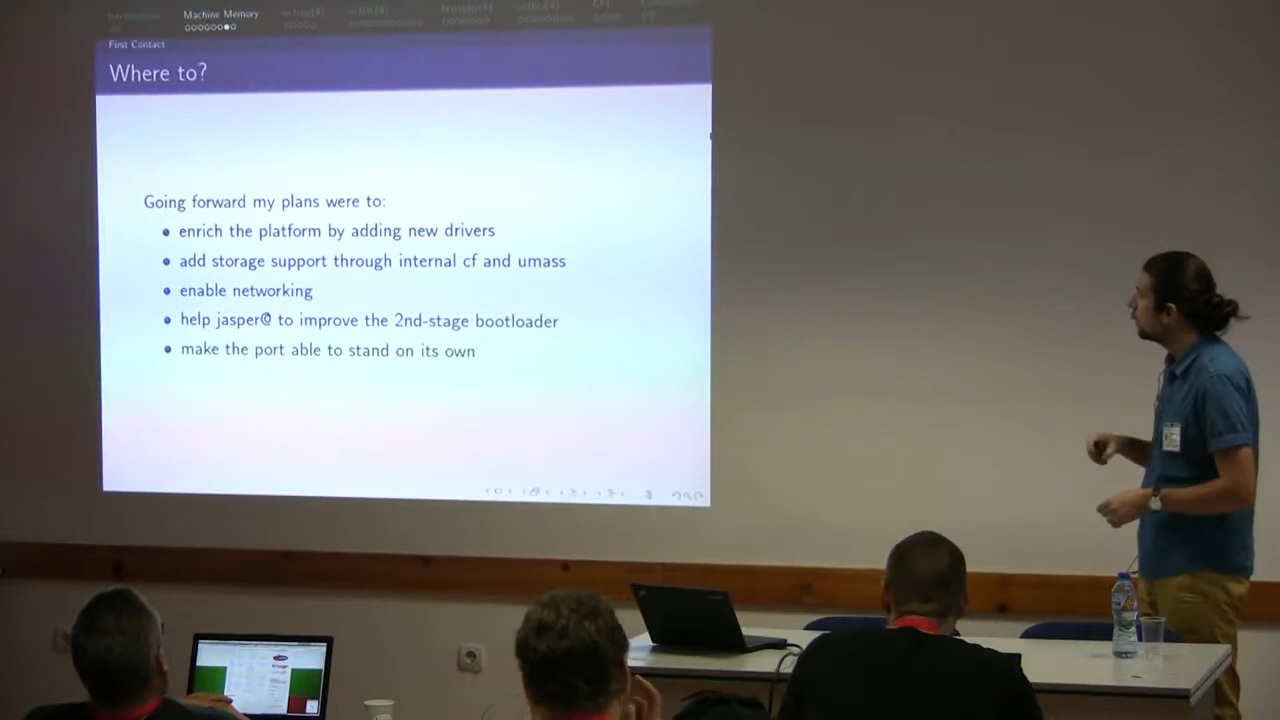 Machine Memory
First Contact
Where to?
Going forward my plans were to:
enrich the platform by adding new drivers
add storage support through internal cf and umass
enable networking
help jasper@ to improve the 2nd-stage bootloader
make the port able to stand on its own